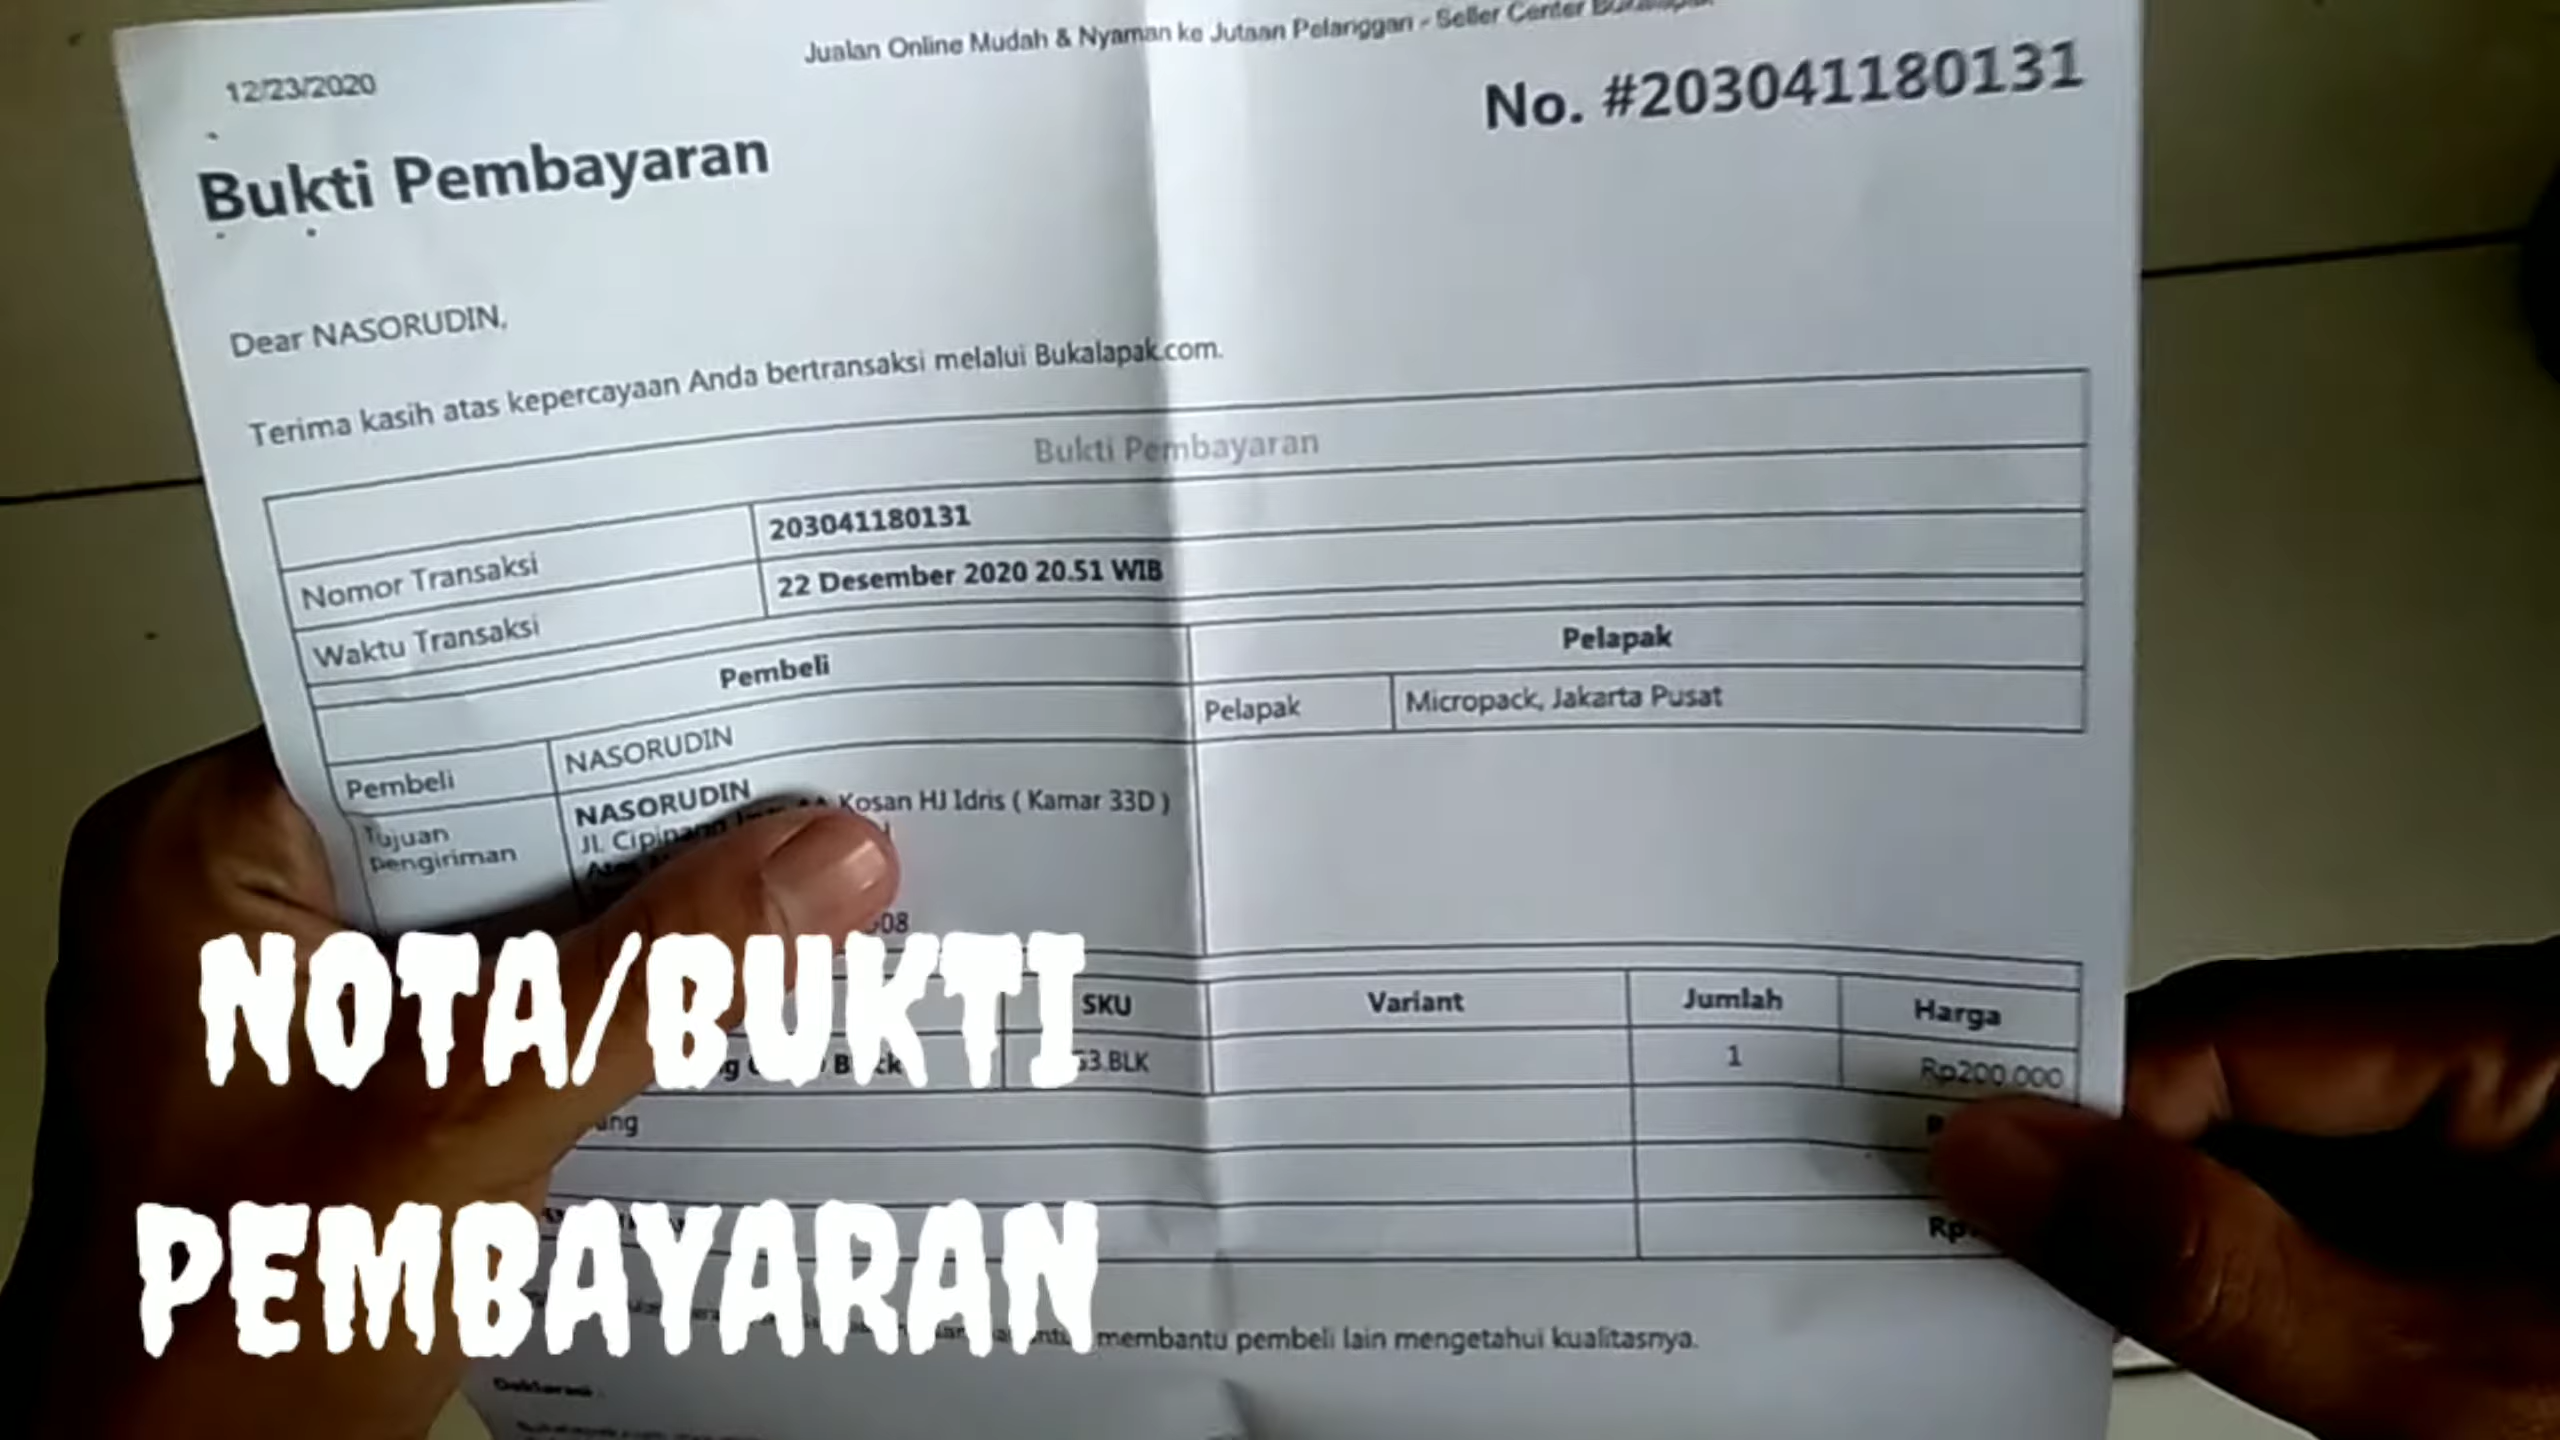 12/23/2020
Jualan Online Mudah & Nyaman ke Jutaan Pelanggan - Seller Center Bukalapak
No. #203041180131
Bukti Pembayaran
Dear NASORUDIN,
Terima kasih atas kepercayaan Anda bertransaksi melalui Bukalapak.com.
Bukti Pembayaran
Nomor Transaksi 203041180131
Waktu Transaksi 22 Desember 2020 20.51 WIB
Pembeli Pelapak
Pembeli NASORUDIN Pelapak Micropack, Jakarta Pusat
Tujuan Pengiriman NASORUDIN
Jl. Cipinang Kosan HJ Idris ( Kamar 33D )
SKU Variant Jumlah Harga
1 Rp200.000
membantu pembeli lain mengetahui kualitasnya.
Deklarasi :
NOTA/BUKTI
PEMBAYARAN